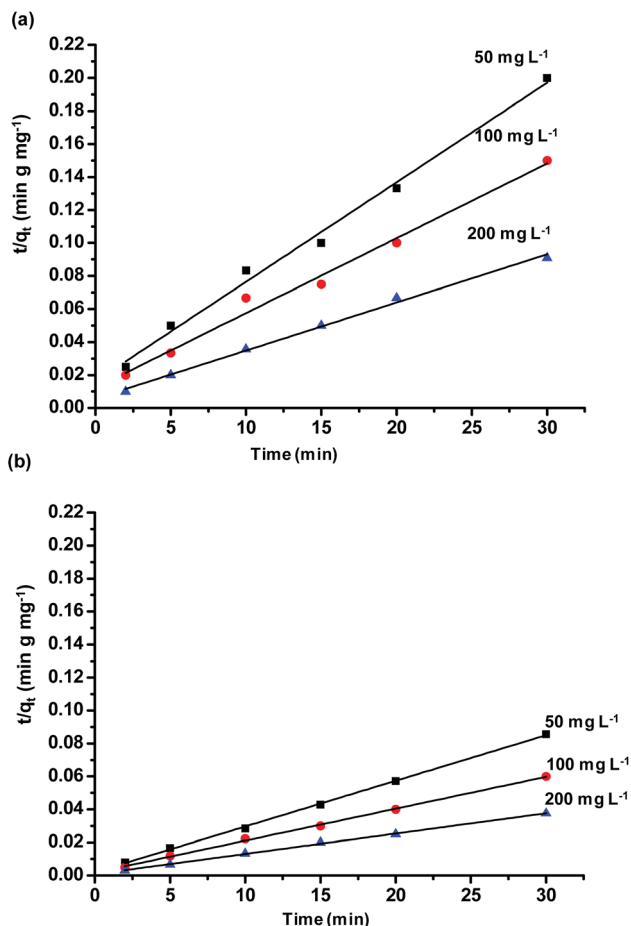 (a)
0.22
0.20
0.18
0.16
0.14
0.12
0.10
0.08
0.06
0.04
0.02
0.00
t/qt (min g mg-1)
50 mg L-1
100 mg L-1
200 mg L-1
0 5 10 15 20 25 30
Time (min)
(b)
0.22
0.20
0.18
0.16
0.14
0.12
0.10
0.08
0.06
0.04
0.02
0.00
t/qt (min g mg-1)
50 mg L-1
100 mg L-1
200 mg L-1
0 5 10 15 20 25 30
Time (min)